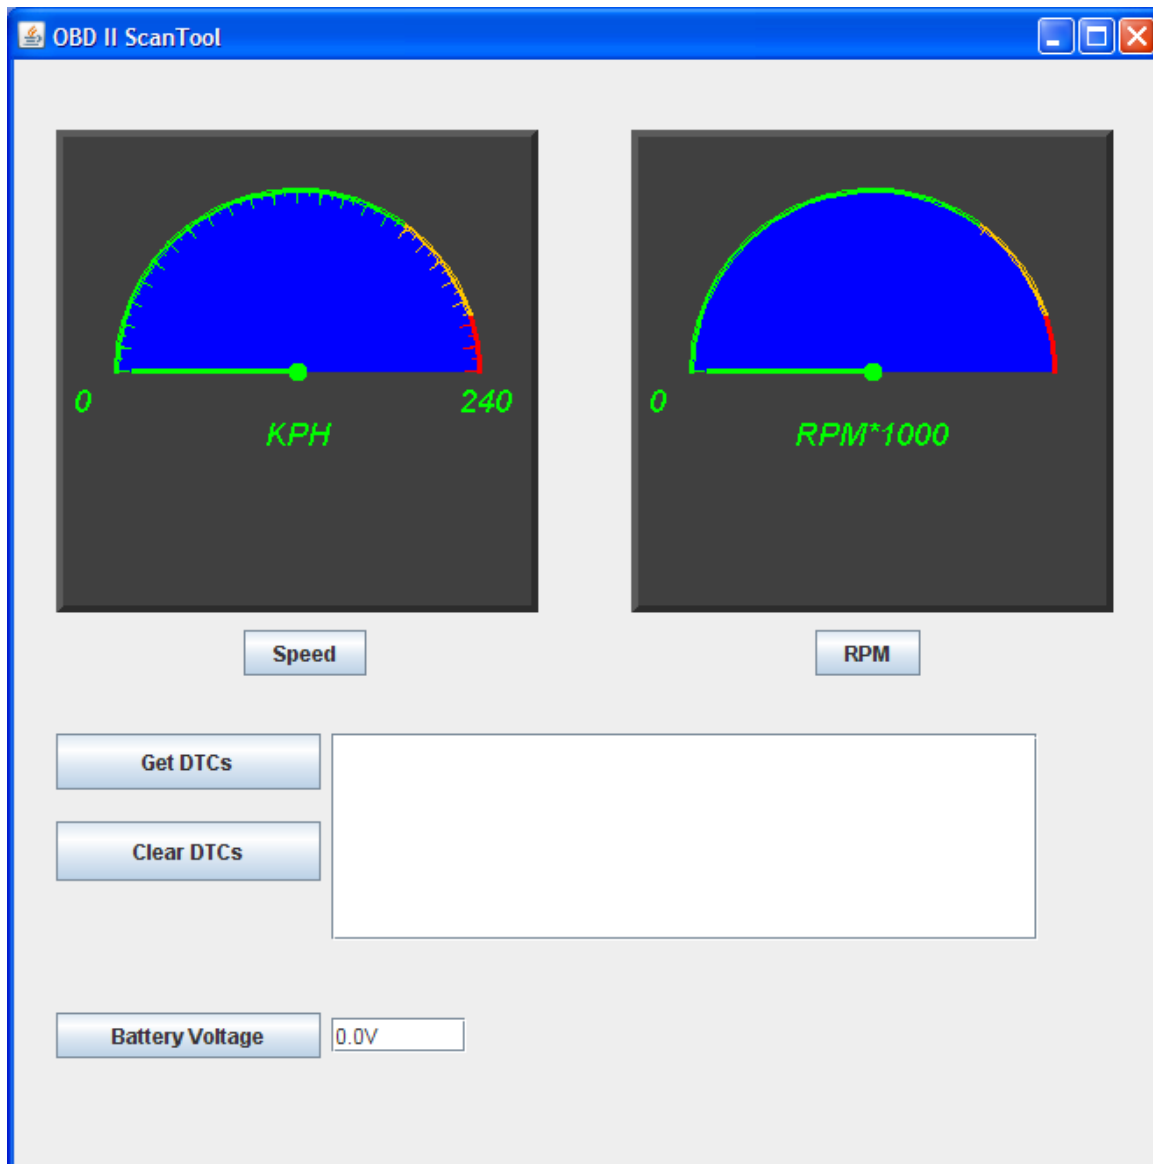 OBD II ScanTool
0
240
KPH
0
RPM*1000
Speed
RPM
Get DTCs
Clear DTCs
Battery Voltage
0.0V